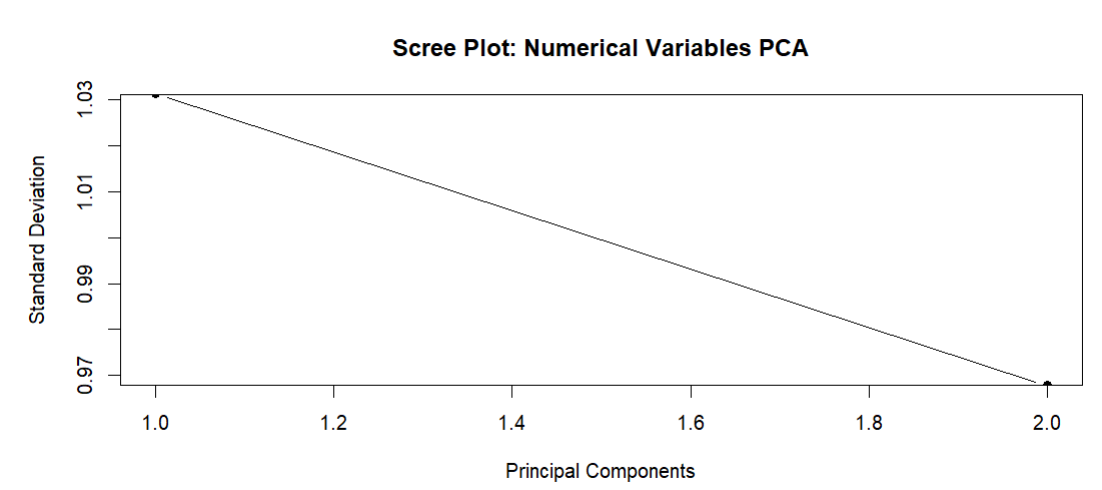 Scree Plot: Numerical Variables PCA
1.03
1.01
0.99
0.97
Standard Deviation
1.0 1.2 1.4 1.6 1.8 2.0
Principal Components